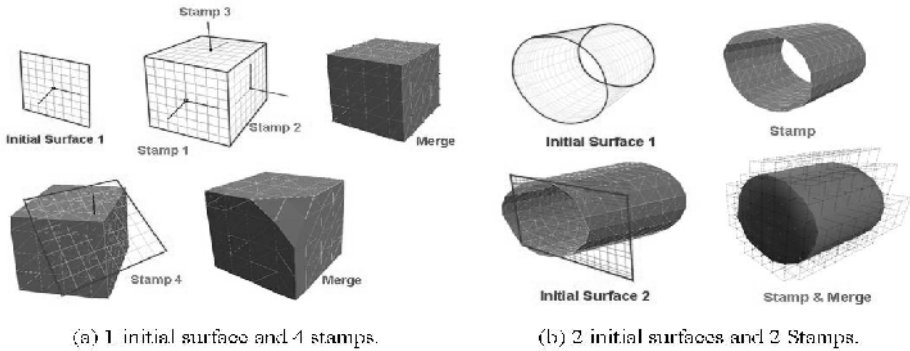 Stamp 3
Initial Surface 1
Stamp 1
Stamp 2
Merge
Stamp 4
Merge
(a) 1 initial surface and 4 stamps.
Initial Surface 1
Stamp
Initial Surface 2
Stamp & Merge
(b) 2 initial surfaces and 2 Stamps.